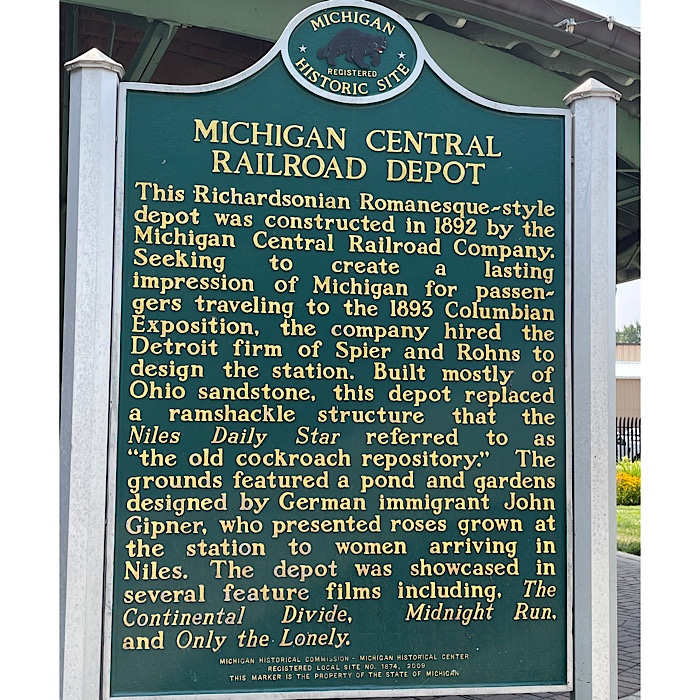 MICHIGAN
REGISTERED
HISTORIC SITE
MICHIGAN CENTRAL
RAILROAD DEPOT
This Richardsonian Romanesque-style
depot was constructed in 1892 by the
Michigan Central Railroad Company.
Seeking to create a lasting
impression of Michigan for passen-
gers traveling to the 1893 Columbian
Exposition, the company hired the
Detroit firm of Spier and Rohns to
design the station. Built mostly of
Ohio sandstone, this depot replaced
a ramshackle structure that the
Niles Daily Star referred to as
“the old cockroach repository.” The
grounds featured a pond and gardens
designed by German immigrant John
Gipner, who presented roses grown at
the station to women arriving in
Niles. The depot was showcased in
several feature films including, The
Continental Divide, Midnight Run,
and Only the Lonely.
MICHIGAN HISTORICAL COMMISSION - MICHIGAN HISTORICAL CENTER
REGISTERED LOCAL SITE NO. 1874, 2009
THIS MARKER IS THE PROPERTY OF THE STATE OF MICHIGAN